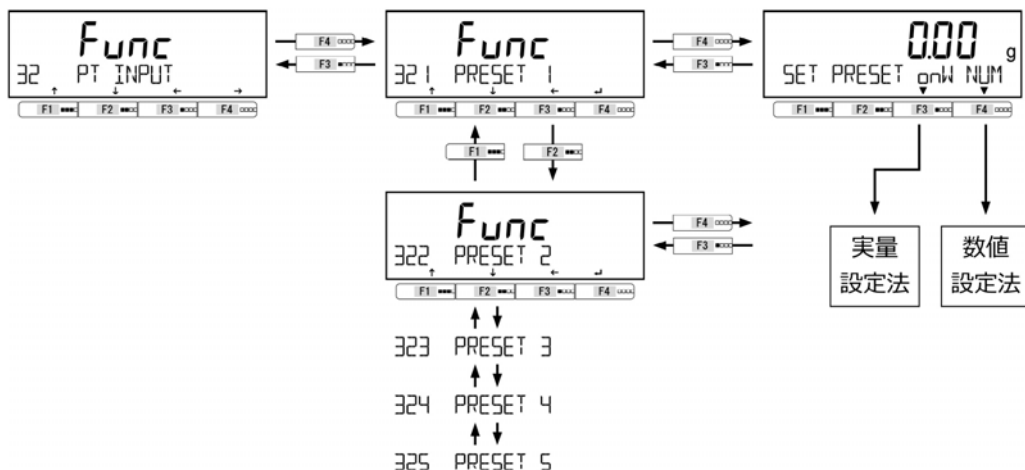 Func
32 PT INPUT
↑ ↓ ← →
F1 F2 F3 F4
F4
F3
Func
321 PRESET 1
↑ ↓ ← ↵
F1 F2 F3 F4
F4
F3
0.00 g
SET PRESET onW NUM
F1 F2 F3 F4
F1
F2
Func
322 PRESET 2
↑ ↓ ← ↵
F1 F2 F3 F4
F4
F3
実量
設定法
数値
設定法
323 PRESET 3
324 PRESET 4
325 PRESET 5